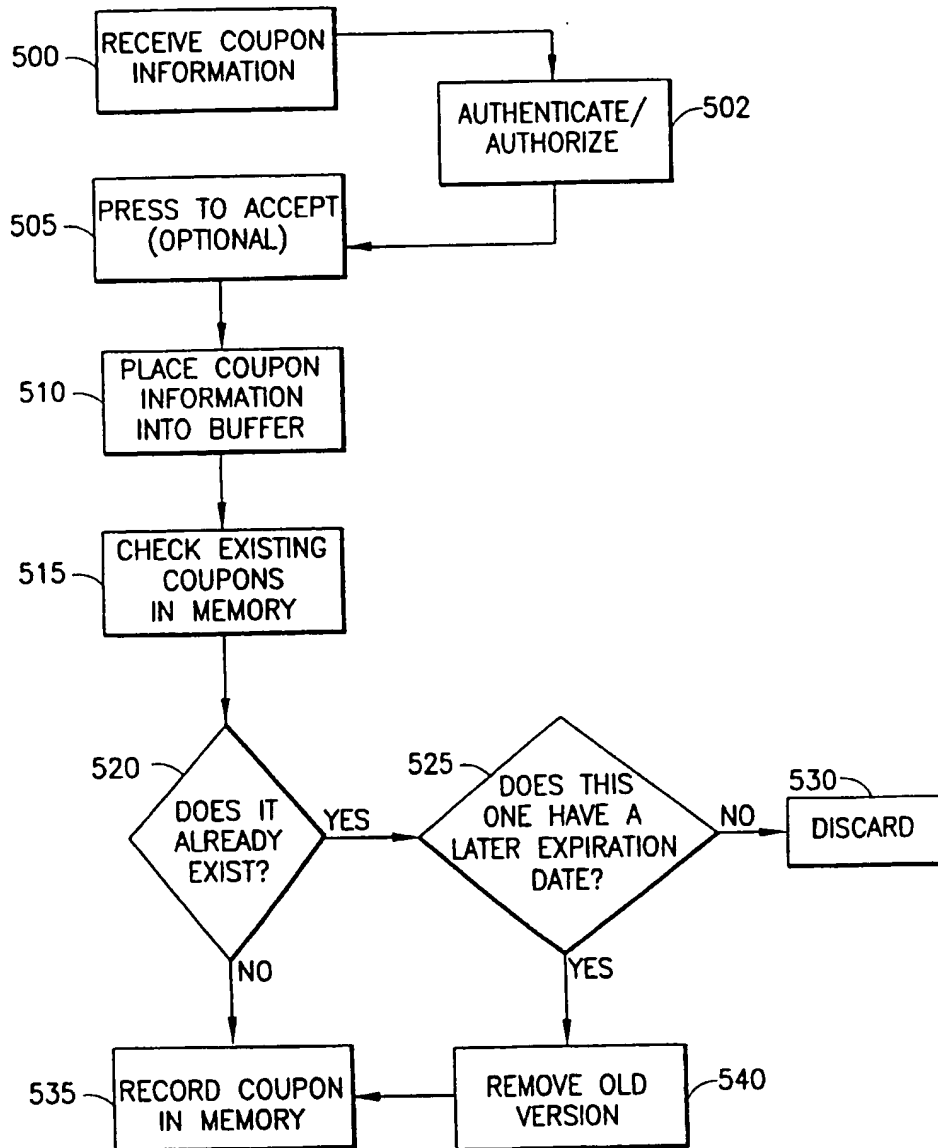 500
RECEIVE COUPON
INFORMATION
AUTHENTICATE/
AUTHORIZE
502
505
PRESS TO ACCEPT
(OPTIONAL)
510
PLACE COUPON
INFORMATION
INTO BUFFER
515
CHECK EXISTING
COUPONS
IN MEMORY
520
DOES IT
ALREADY
EXIST?
YES
NO
525
DOES THIS
ONE HAVE A
LATER EXPIRATION
DATE?
NO
YES
530
DISCARD
535
RECORD COUPON
IN MEMORY
REMOVE OLD
VERSION
540